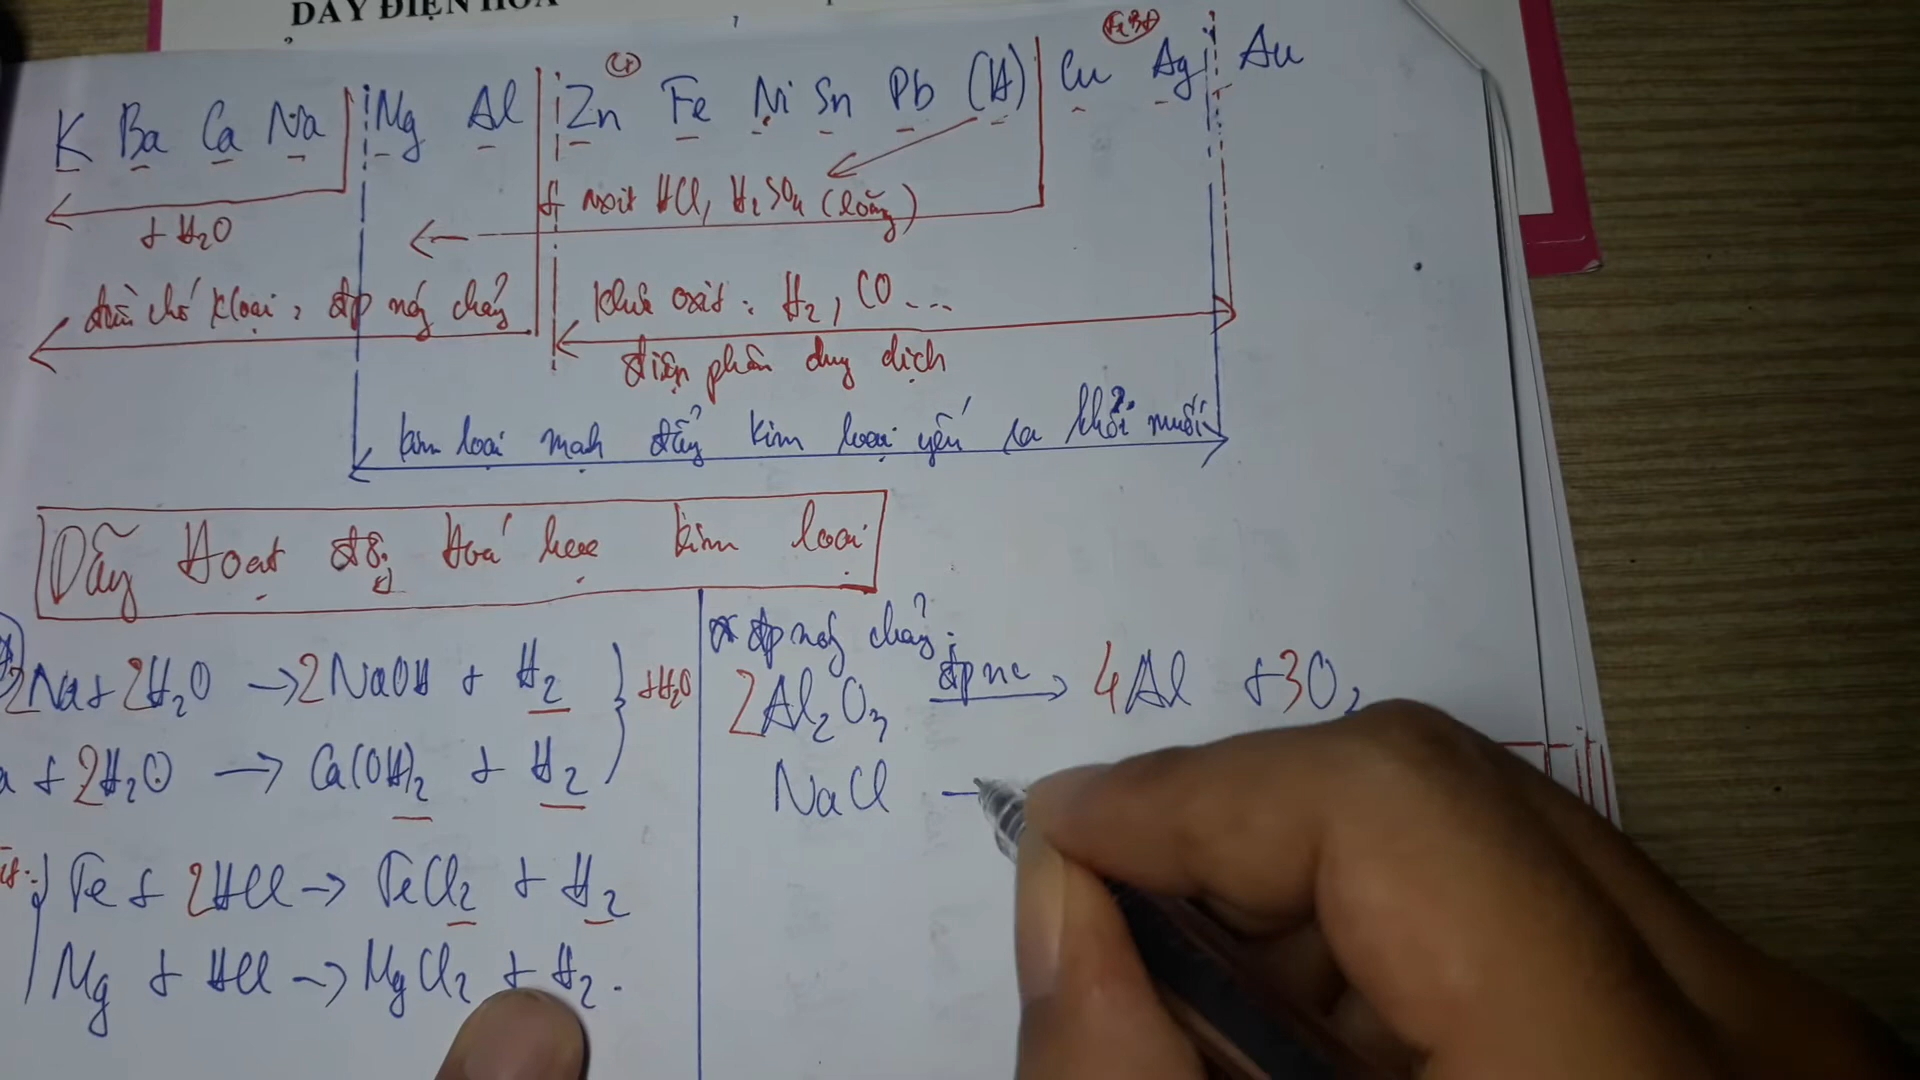 DÃY ĐIỆN HÓA
K Ba Ca Na Mg Al Zn (Cr) Fe Ni Sn Pb (H) Cu Ag Au
+ H₂O
+ axit HCl, H₂SO₄ (loãng)
điều chế kloại: đp nóng chảy
khử oxit: H₂, CO...
điện phân dung dịch
kim loại mạnh đẩy kim loại yếu ra khỏi muối
Dãy Hoạt động Hoá học kim loại
2Na + 2H₂O → 2NaOH + H₂
+ 2H₂O → Ca(OH)₂ + H₂
+H₂O
Fe + 2HCl → FeCl₂ + H₂
Mg + HCl → MgCl₂ + H₂.
* đp nóng chảy:
2Al₂O₃ đpnc → 4Al + 3O₂
NaCl –